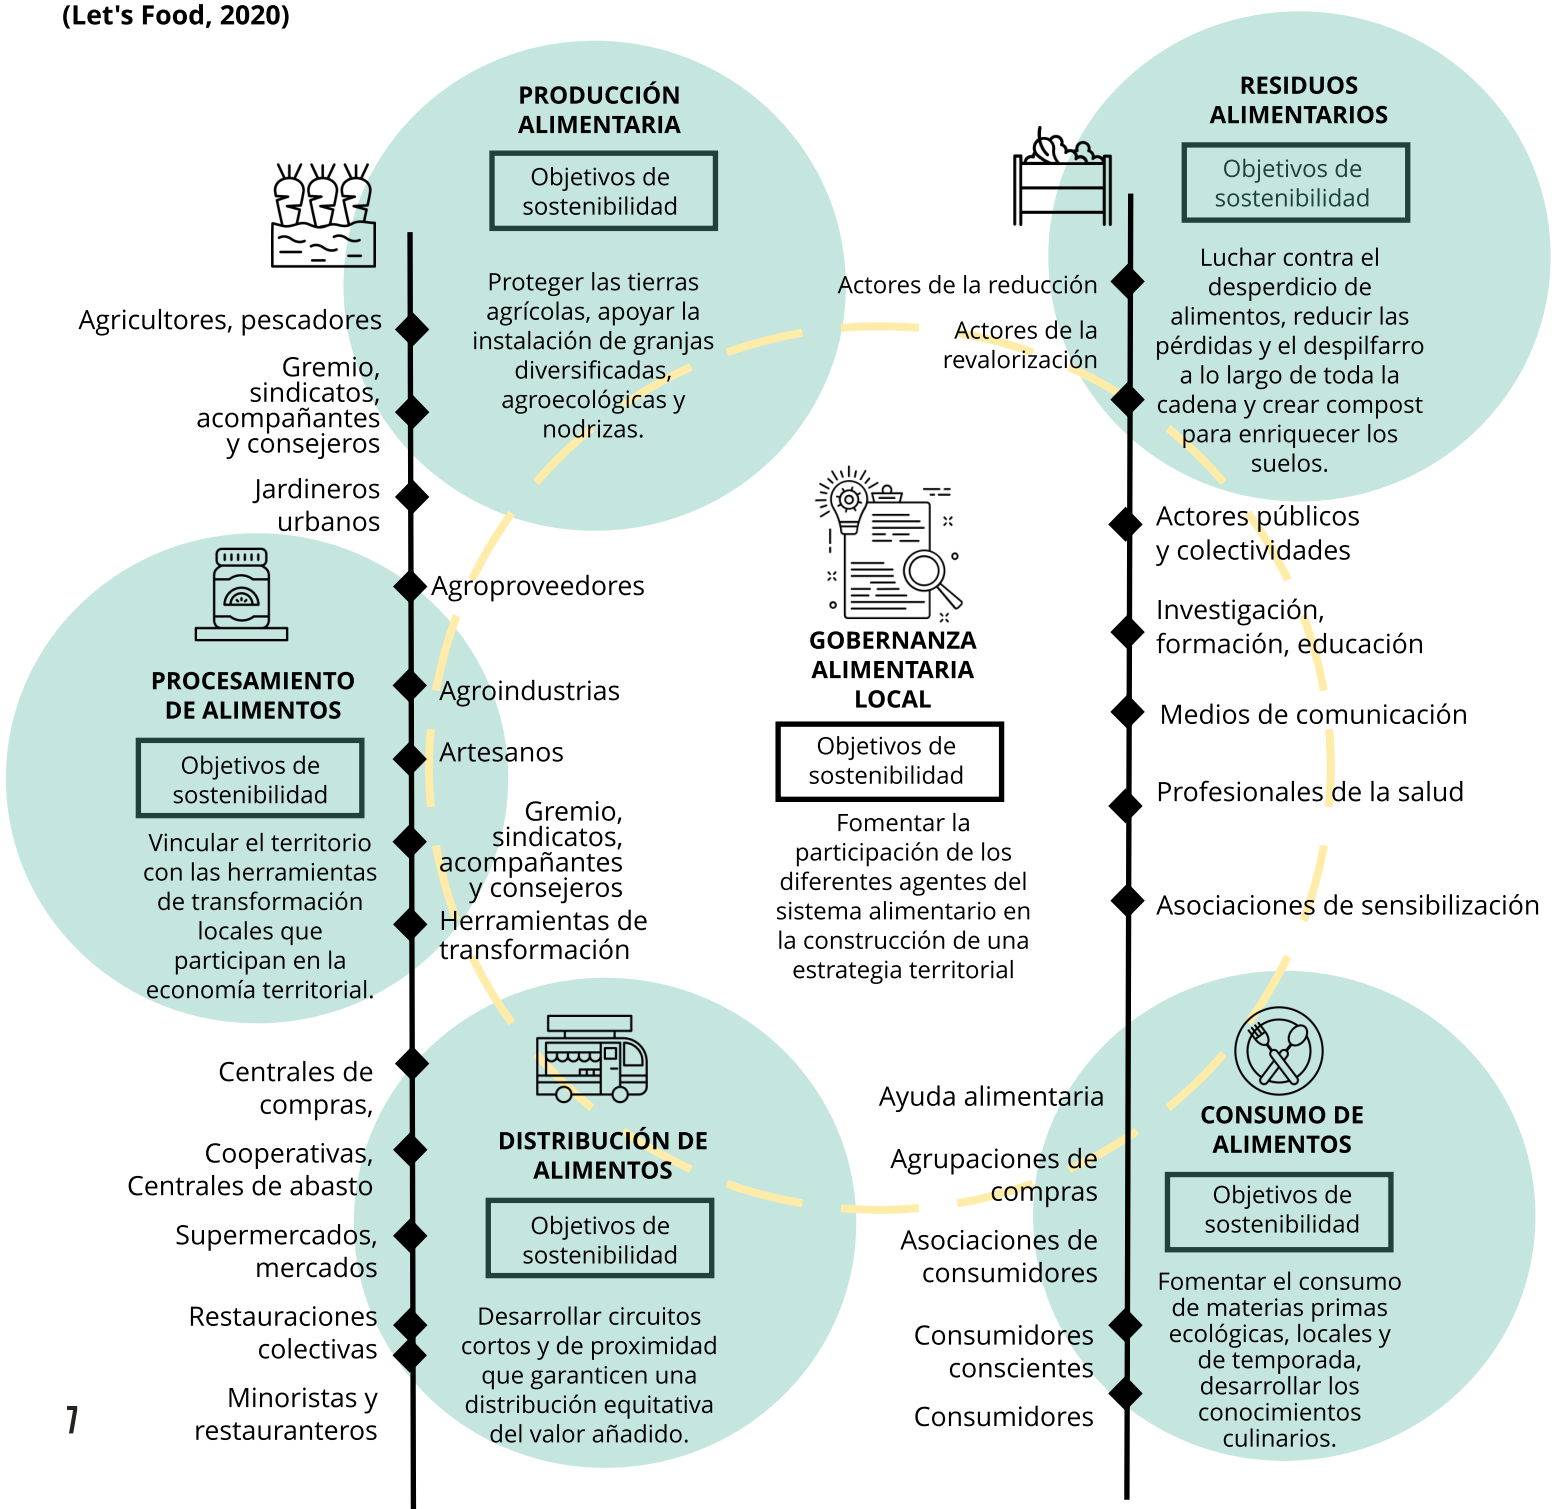 (Let's Food, 2020)
PRODUCCIÓN
ALIMENTARIA
Objetivos de
sostenibilidad
Proteger las tierras
agrícolas, apoyar la
instalación de granjas
diversificadas,
agroecológicas y
nodrizas.
Agricultores, pescadores
Gremio,
sindicatos,
acompañantes
y consejeros
Jardineros
urbanos
Agroproveedores
PROCESAMIENTO
DE ALIMENTOS
Objetivos de
sostenibilidad
Vincular el territorio
con las herramientas
de transformación
locales que
participan en la
economía territorial.
Agroindustrias
Artesanos
Gremio,
sindicatos,
acompañantes
y consejeros
Herramientas de
transformación
DISTRIBUCIÓN DE
ALIMENTOS
Objetivos de
sostenibilidad
Desarrollar circuitos
cortos y de proximidad
que garanticen una
distribución equitativa
del valor añadido.
Centrales de
compras,
Cooperativas,
Centrales de abasto
Supermercados,
mercados
Restauraciones
colectivas
Minoristas y
restauranteros
RESIDUOS
ALIMENTARIOS
Objetivos de
sostenibilidad
Luchar contra el
desperdicio de
alimentos, reducir las
pérdidas y el despilfarro
a lo largo de toda la
cadena y crear compost
para enriquecer los
suelos.
Actores de la reducción
Actores de la
revalorización
GOBERNANZA
ALIMENTARIA
LOCAL
Objetivos de
sostenibilidad
Fomentar la
participación de los
diferentes agentes del
sistema alimentario en
la construcción de una
estrategia territorial
Actores públicos
y colectividades
Investigación,
formación, educación
Medios de comunicación
Profesionales de la salud
Asociaciones de sensibilización
CONSUMO DE
ALIMENTOS
Objetivos de
sostenibilidad
Fomentar el consumo
de materias primas
ecológicas, locales y
de temporada,
desarrollar los
conocimientos
culinarios.
Ayuda alimentaria
Agrupaciones de
compras
Asociaciones de
consumidores
Consumidores
conscientes
Consumidores
7